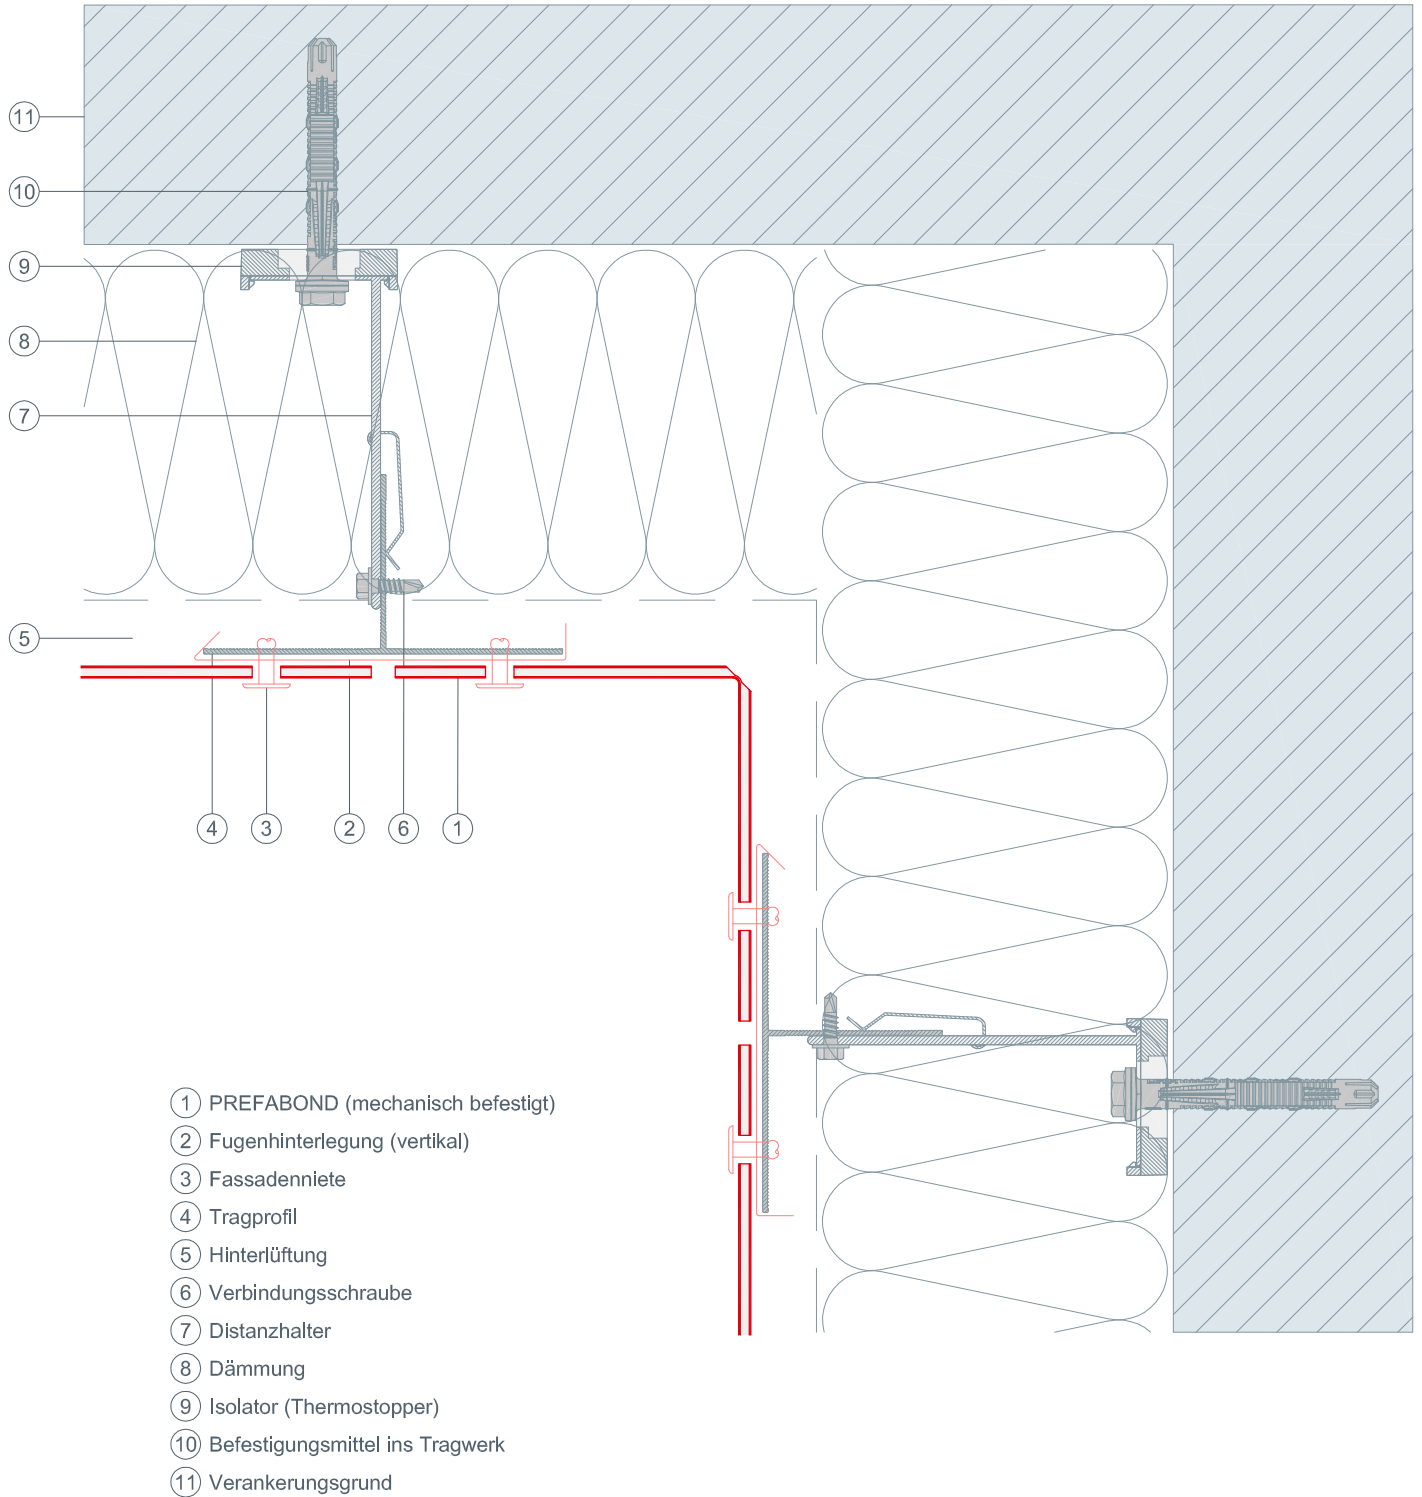 11
10
9
8
7
5
4 3 2 6 1
1 PREFABOND (mechanisch befestigt)
2 Fugenhinterlegung (vertikal)
3 Fassadenniete
4 Tragprofil
5 Hinterlüftung
6 Verbindungsschraube
7 Distanzhalter
8 Dämmung
9 Isolator (Thermostopper)
10 Befestigungsmittel ins Tragwerk
11 Verankerungsgrund